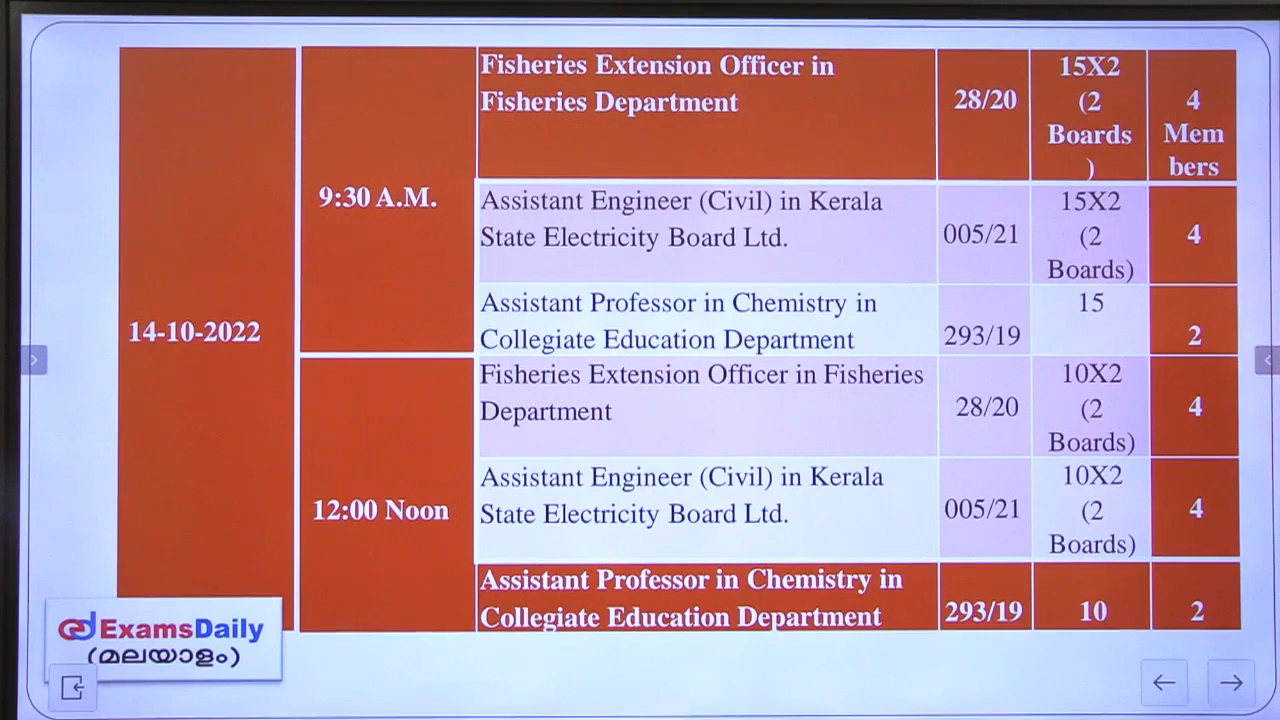 14-10-2022
9:30 A.M.
Fisheries Extension Officer in
Fisheries Department
28/20
15X2
(2
Boards
)
4
Mem
bers
Assistant Engineer (Civil) in Kerala
State Electricity Board Ltd.
005/21
15X2
(2
Boards)
4
Assistant Professor in Chemistry in
Collegiate Education Department
293/19
15
2
12:00 Noon
Fisheries Extension Officer in Fisheries
Department
28/20
10X2
(2
Boards)
4
Assistant Engineer (Civil) in Kerala
State Electricity Board Ltd.
005/21
10X2
(2
Boards)
4
Assistant Professor in Chemistry in
Collegiate Education Department
293/19
10
2
ExamsDaily
(മലയാളം)